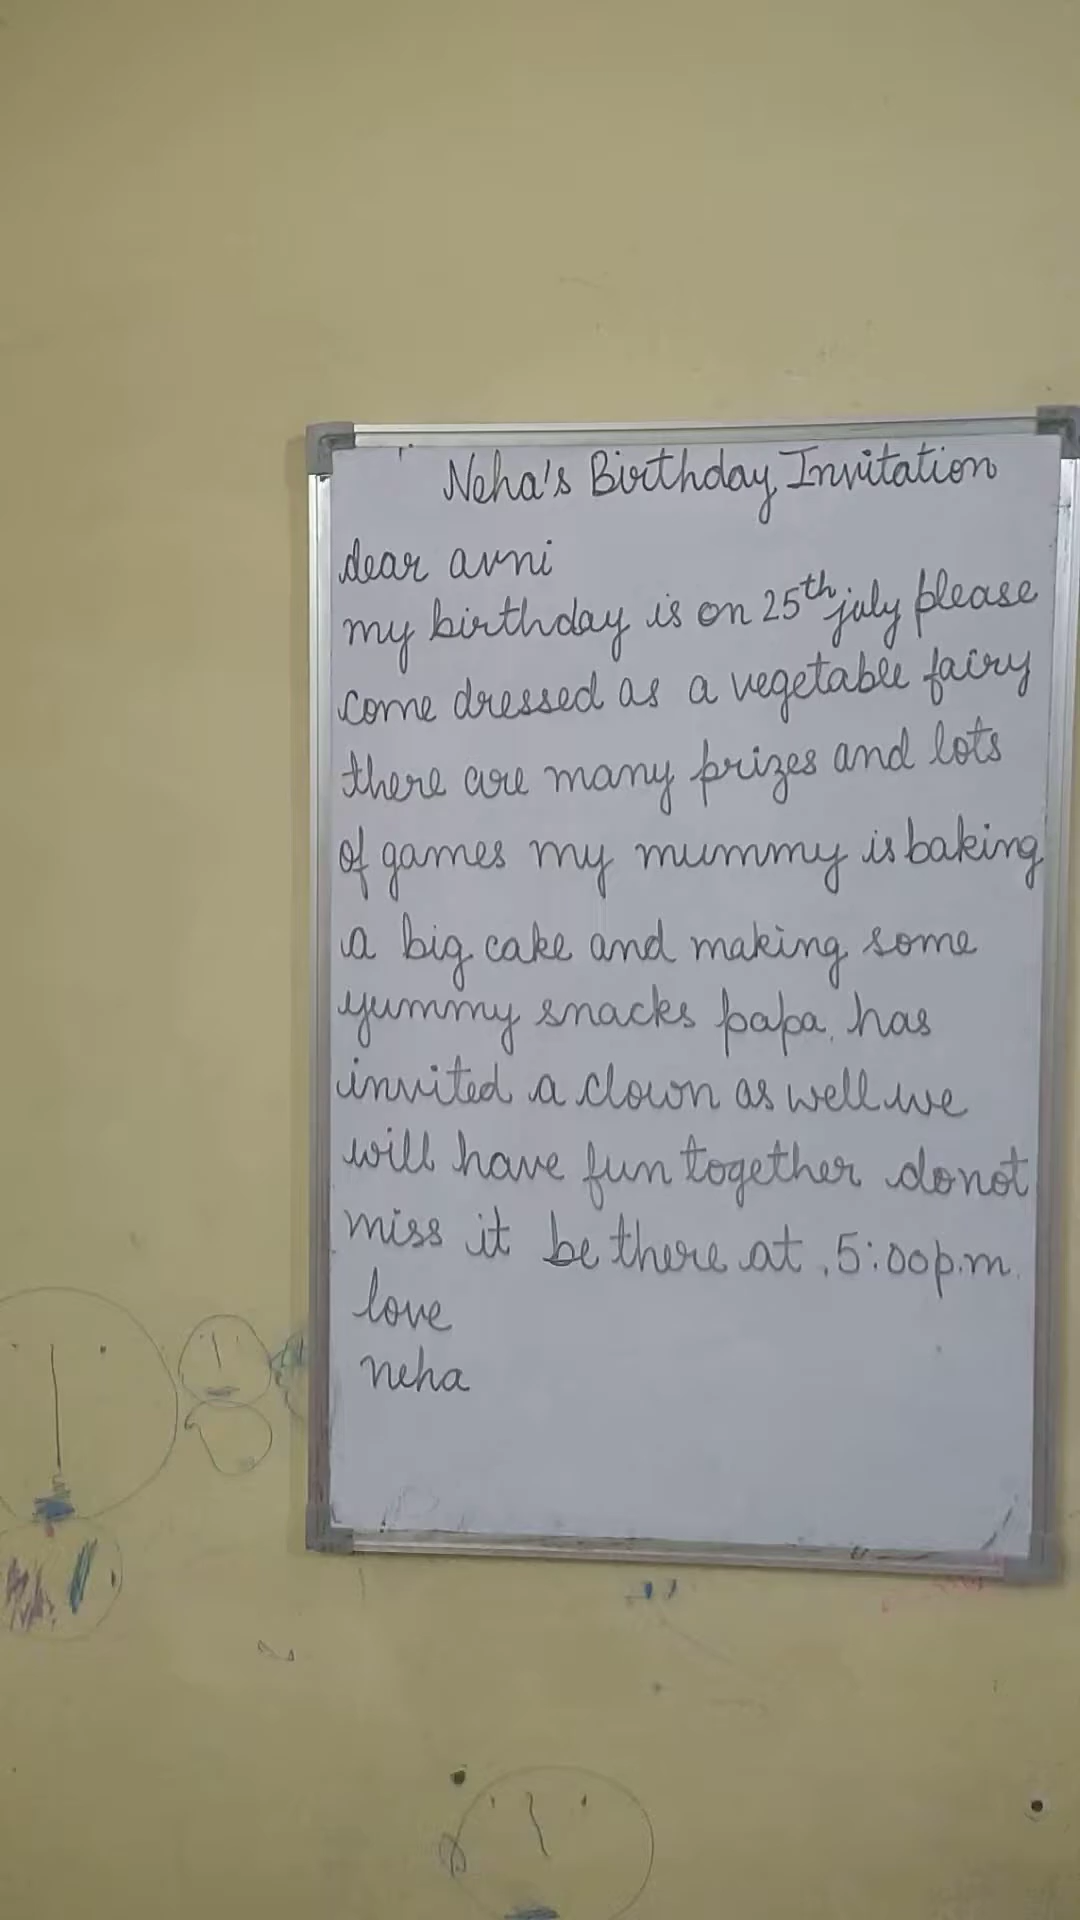 Neha's Birthday Invitation
dear avni
my birthday is on 25th july please
come dressed as a vegetable fairy
there are many prizes and lots
of games my mummy is baking
a big cake and making some
yummy snacks papa has
invited a clown as well we
will have fun together donot
miss it be there at 5:00p.m.
love
neha